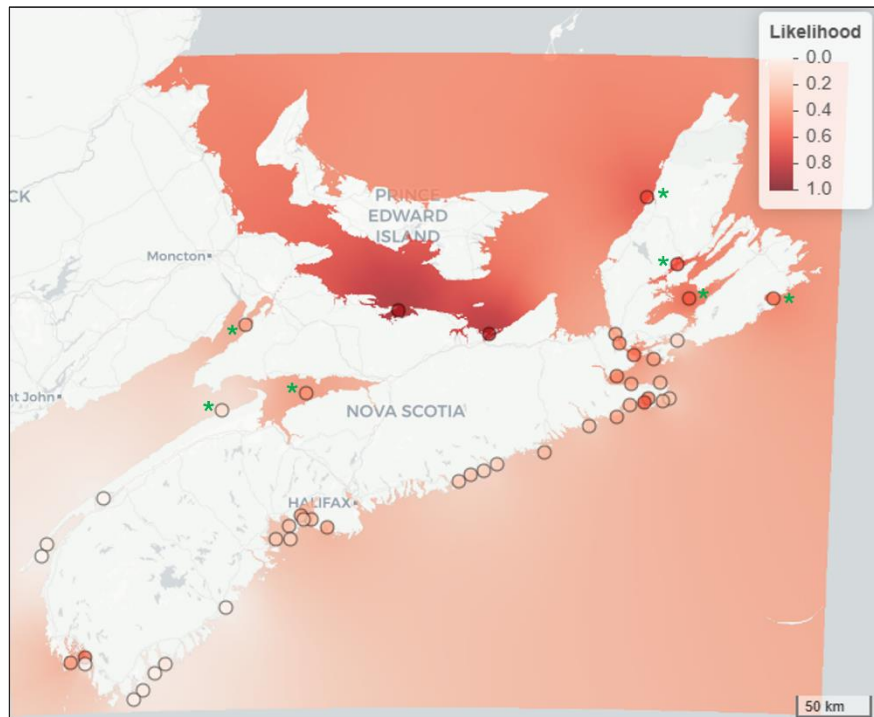 Likelihood
0.0
0.2
0.4
0.6
0.8
1.0
CK
PRINCE
EDWARD
ISLAND
Moncton
*
*
*
*
*
nt John
*
*
NOVA SCOTIA
HALIFAX
50 km